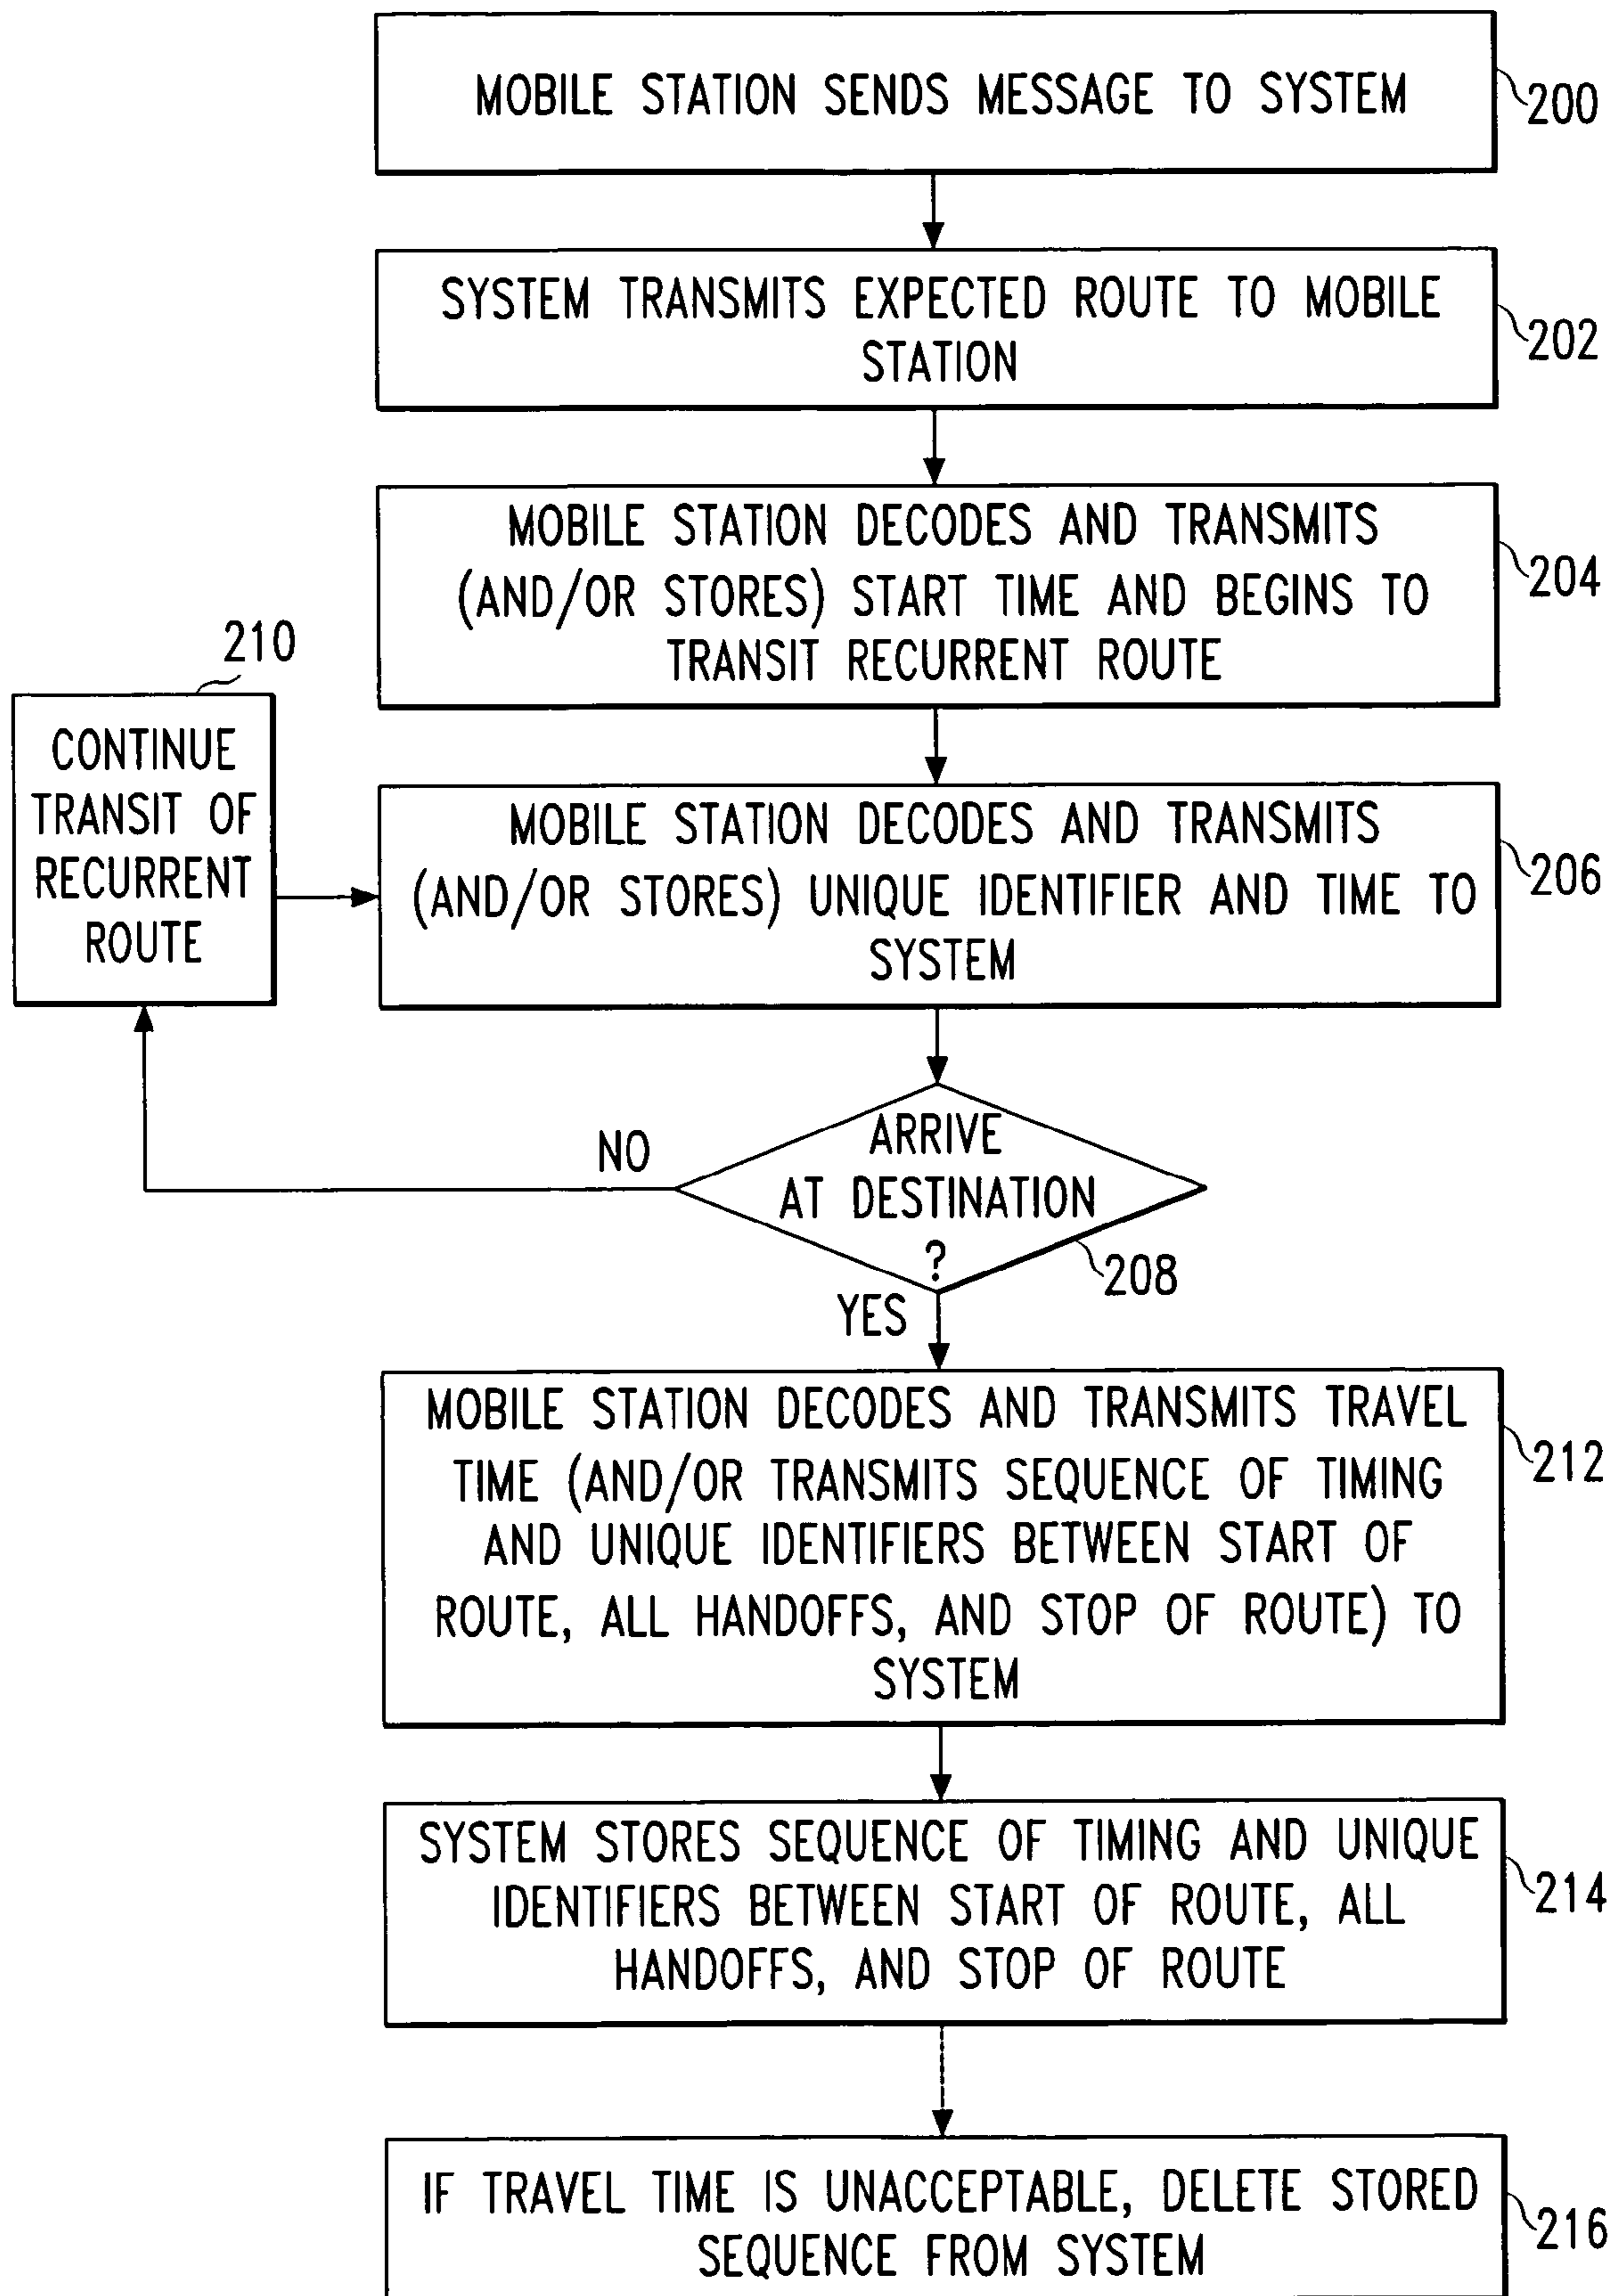 MOBILE STATION SENDS MESSAGE TO SYSTEM
200
SYSTEM TRANSMITS EXPECTED ROUTE TO MOBILE
STATION
202
MOBILE STATION DECODES AND TRANSMITS
(AND/OR STORES) START TIME AND BEGINS TO
TRANSIT RECURRENT ROUTE
204
210
CONTINUE
TRANSIT OF
RECURRENT
ROUTE
MOBILE STATION DECODES AND TRANSMITS
(AND/OR STORES) UNIQUE IDENTIFIER AND TIME TO
SYSTEM
206
NO
ARRIVE
AT DESTINATION
?
208
YES
MOBILE STATION DECODES AND TRANSMITS TRAVEL
TIME (AND/OR TRANSMITS SEQUENCE OF TIMING
AND UNIQUE IDENTIFIERS BETWEEN START OF
ROUTE, ALL HANDOFFS, AND STOP OF ROUTE) TO
SYSTEM
212
SYSTEM STORES SEQUENCE OF TIMING AND UNIQUE
IDENTIFIERS BETWEEN START OF ROUTE, ALL
HANDOFFS, AND STOP OF ROUTE
214
IF TRAVEL TIME IS UNACCEPTABLE, DELETE STORED
SEQUENCE FROM SYSTEM
216